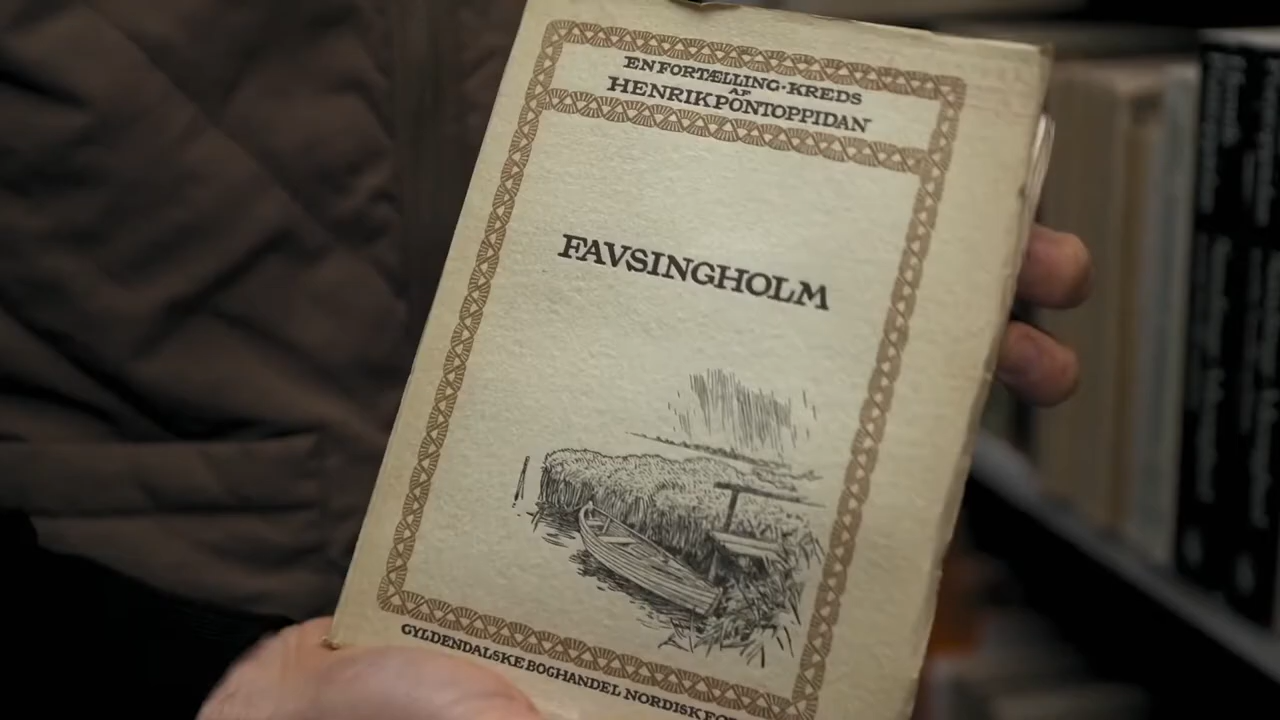 EN FORTÆLLING·KREDS
AF
HENRIK PONTOPPIDAN
FAVSINGHOLM
GYLDENDALSKE BOGHANDEL NORDISK